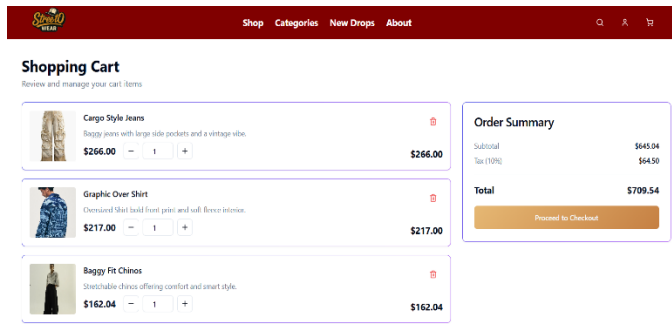 StreetO
WEAR
Shop Categories New Drops About
Shopping Cart
Review and manage your cart items
Cargo Style Jeans
Baggy jeans with large side pockets and a vintage vibe.
$266.00 − 1 +
$266.00
Graphic Over Shirt
Oversized Shirt bold front print and soft fleece interior.
$217.00 − 1 +
$217.00
Baggy Fit Chinos
Stretchable chinos offering comfort and smart style.
$162.04 − 1 +
$162.04
Order Summary
Subtotal $645.04
Tax (10%) $64.50
Total $709.54
Proceed to Checkout